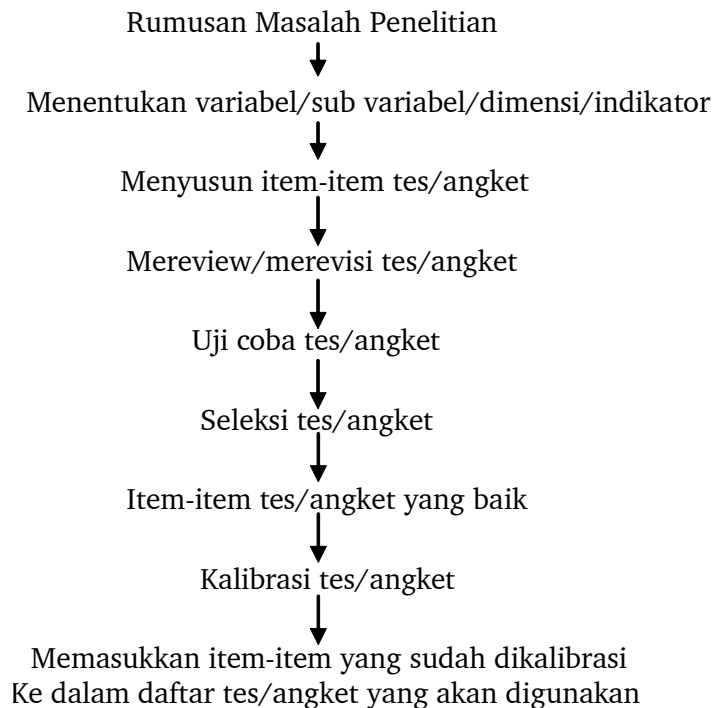 Rumusan Masalah Penelitian
Menentukan variabel/sub variabel/dimensi/indikator
Menyusun item-item tes/angket
Mereview/merevisi tes/angket
Uji coba tes/angket
Seleksi tes/angket
Item-item tes/angket yang baik
Kalibrasi tes/angket
Memasukkan item-item yang sudah dikalibrasi
Ke dalam daftar tes/angket yang akan digunakan